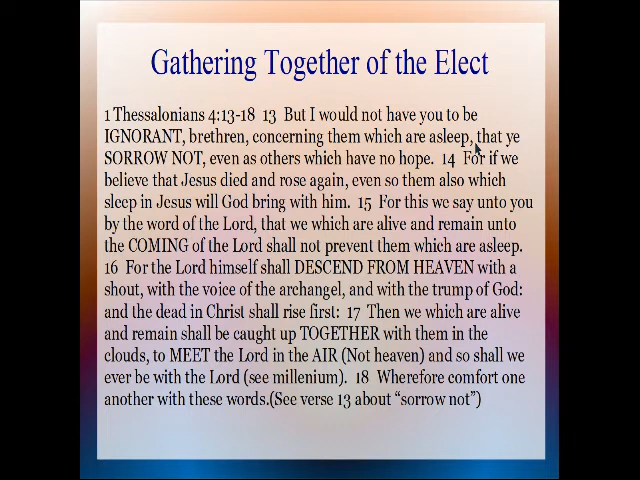 Gathering Together of the Elect
1 Thessalonians 4:13-18  13  But I would not have you to be
IGNORANT, brethren, concerning them which are asleep, that ye
SORROW NOT, even as others which have no hope.  14  For if we
believe that Jesus died and rose again, even so them also which
sleep in Jesus will God bring with him.  15  For this we say unto you
by the word of the Lord, that we which are alive and remain unto
the COMING of the Lord shall not prevent them which are asleep.
16  For the Lord himself shall DESCEND FROM HEAVEN with a
shout, with the voice of the archangel, and with the trump of God:
and the dead in Christ shall rise first:  17  Then we which are alive
and remain shall be caught up TOGETHER with them in the
clouds, to MEET the Lord in the AIR (Not heaven) and so shall we
ever be with the Lord (see millenium).  18  Wherefore comfort one
another with these words.(See verse 13 about “sorrow not”)